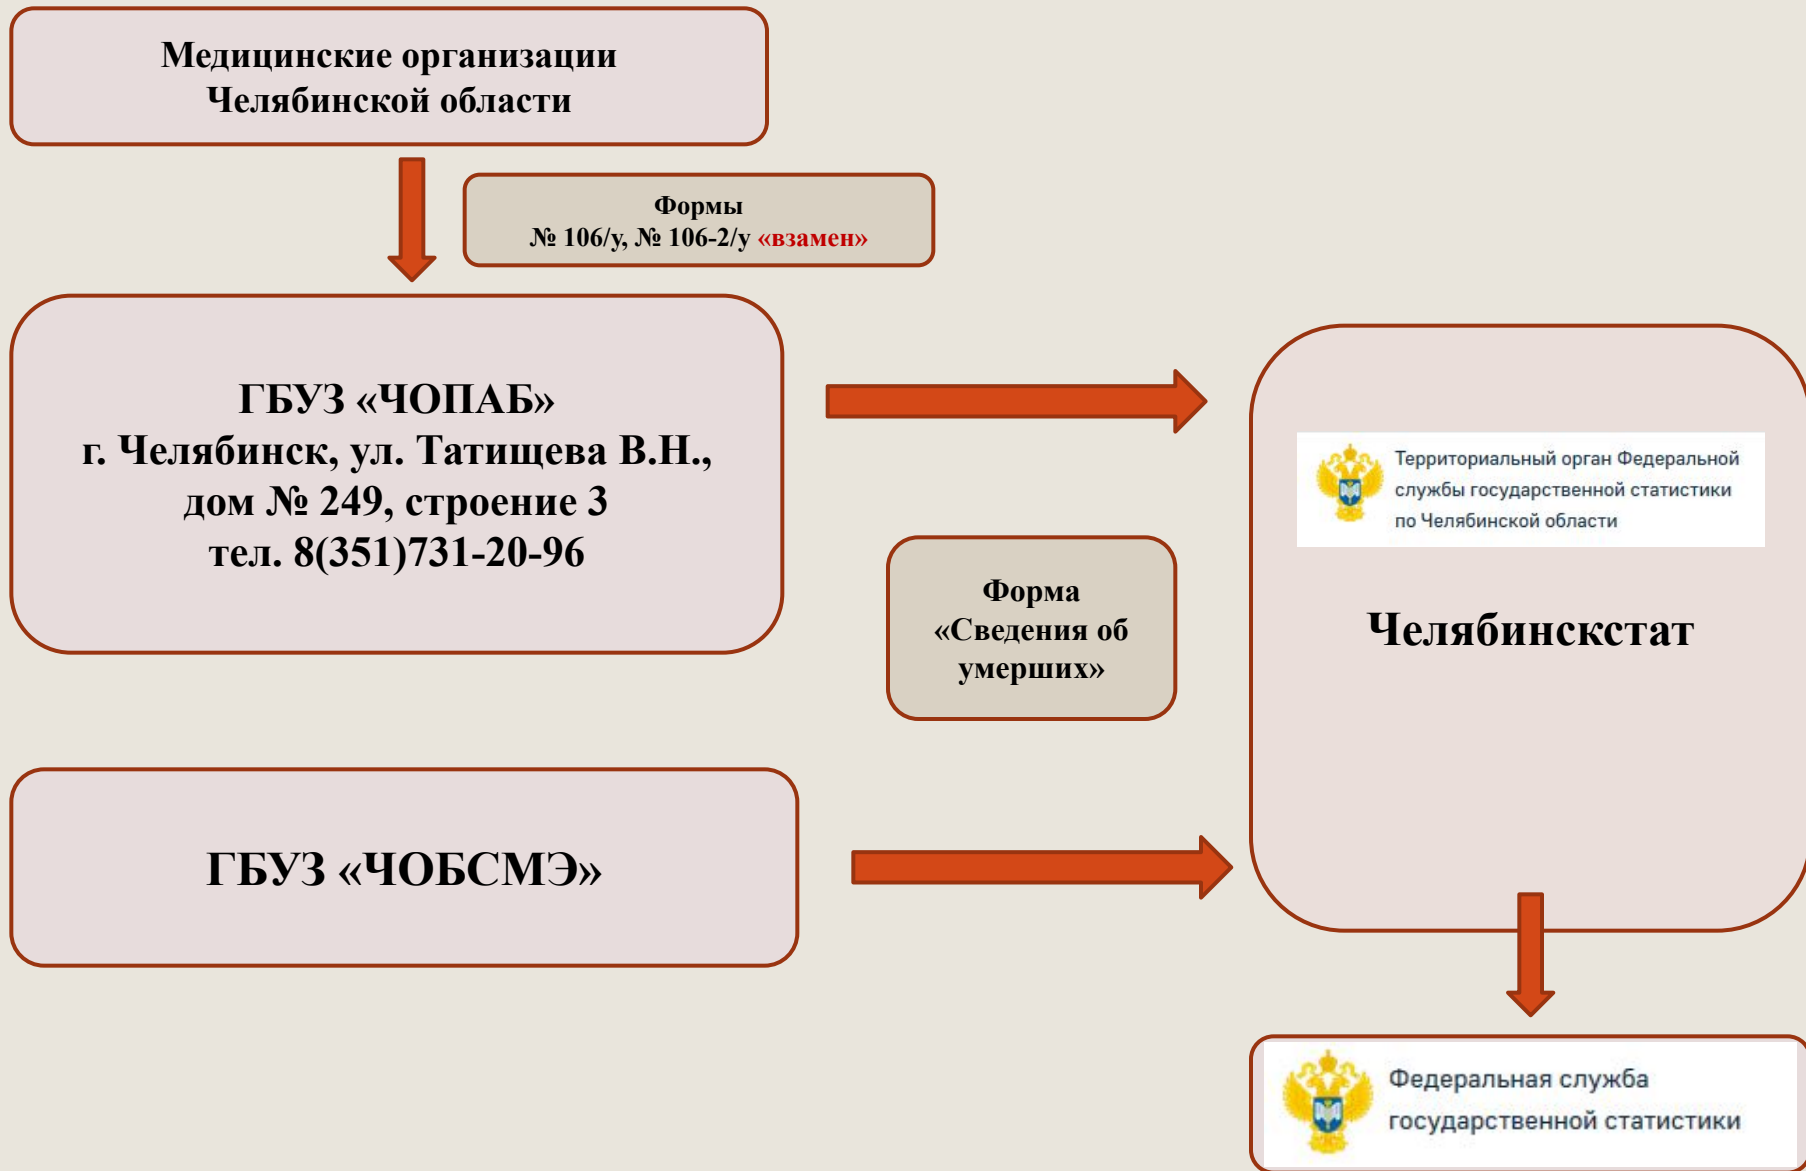 Медицинские организации
Челябинской области
Формы
№ 106/у, № 106-2/у «взамен»
ГБУЗ «ЧОПАБ»
г. Челябинск, ул. Татищева В.Н.,
дом № 249, строение 3
тел. 8(351)731-20-96
Территориальный орган Федеральной
службы государственной статистики
по Челябинской области
Челябинскстат
Форма
«Сведения об
умерших»
ГБУЗ «ЧОБСМЭ»
Федеральная служба
государственной статистики